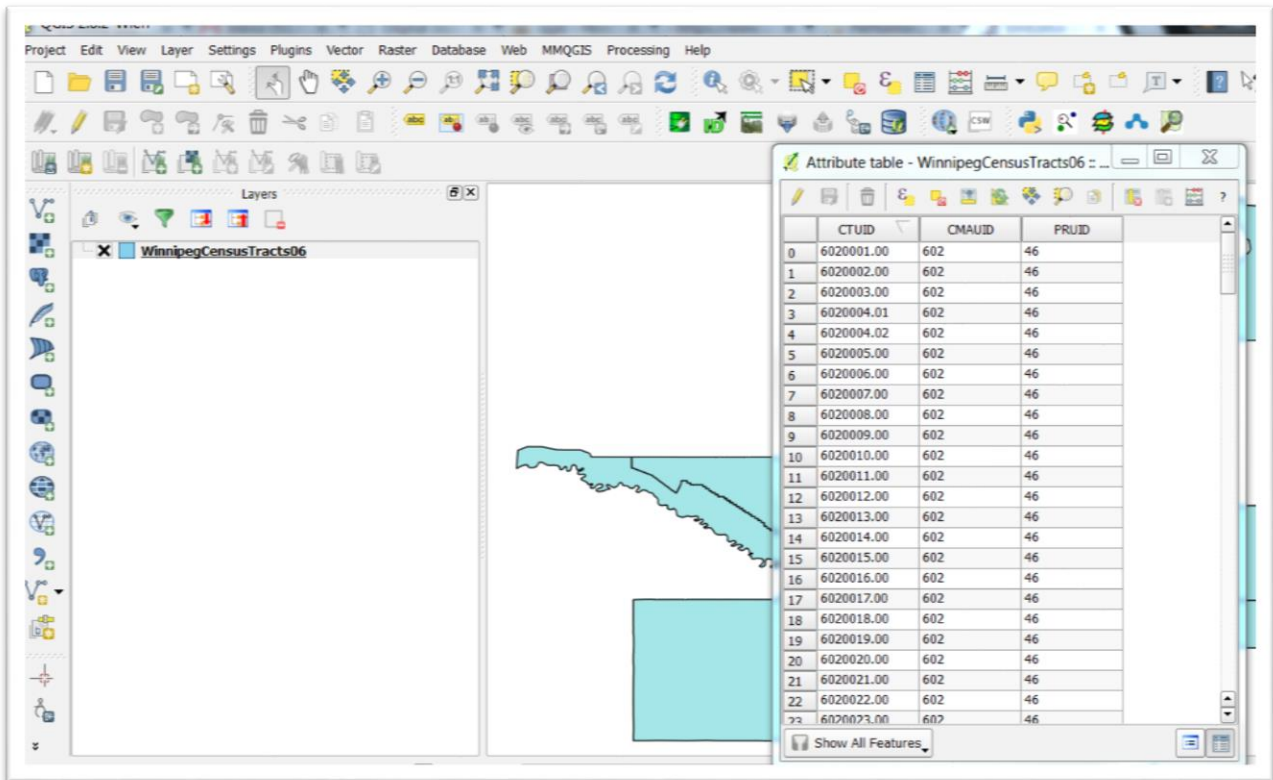 QGIS 2.8.2-Wien
Project Edit View Layer Settings Plugins Vector Raster Database Web MMQGIS Processing Help
abc
CSW
Attribute table - WinnipegCensusTracts06 :: ...
Layers
WinnipegCensusTracts06
CTUID CMAUID PRUID
0 6020001.00 602 46
1 6020002.00 602 46
2 6020003.00 602 46
3 6020004.01 602 46
4 6020004.02 602 46
5 6020005.00 602 46
6 6020006.00 602 46
7 6020007.00 602 46
8 6020008.00 602 46
9 6020009.00 602 46
10 6020010.00 602 46
11 6020011.00 602 46
12 6020012.00 602 46
13 6020013.00 602 46
14 6020014.00 602 46
15 6020015.00 602 46
16 6020016.00 602 46
17 6020017.00 602 46
18 6020018.00 602 46
19 6020019.00 602 46
20 6020020.00 602 46
21 6020021.00 602 46
22 6020022.00 602 46
23 6020023.00 602 46
Show All Features